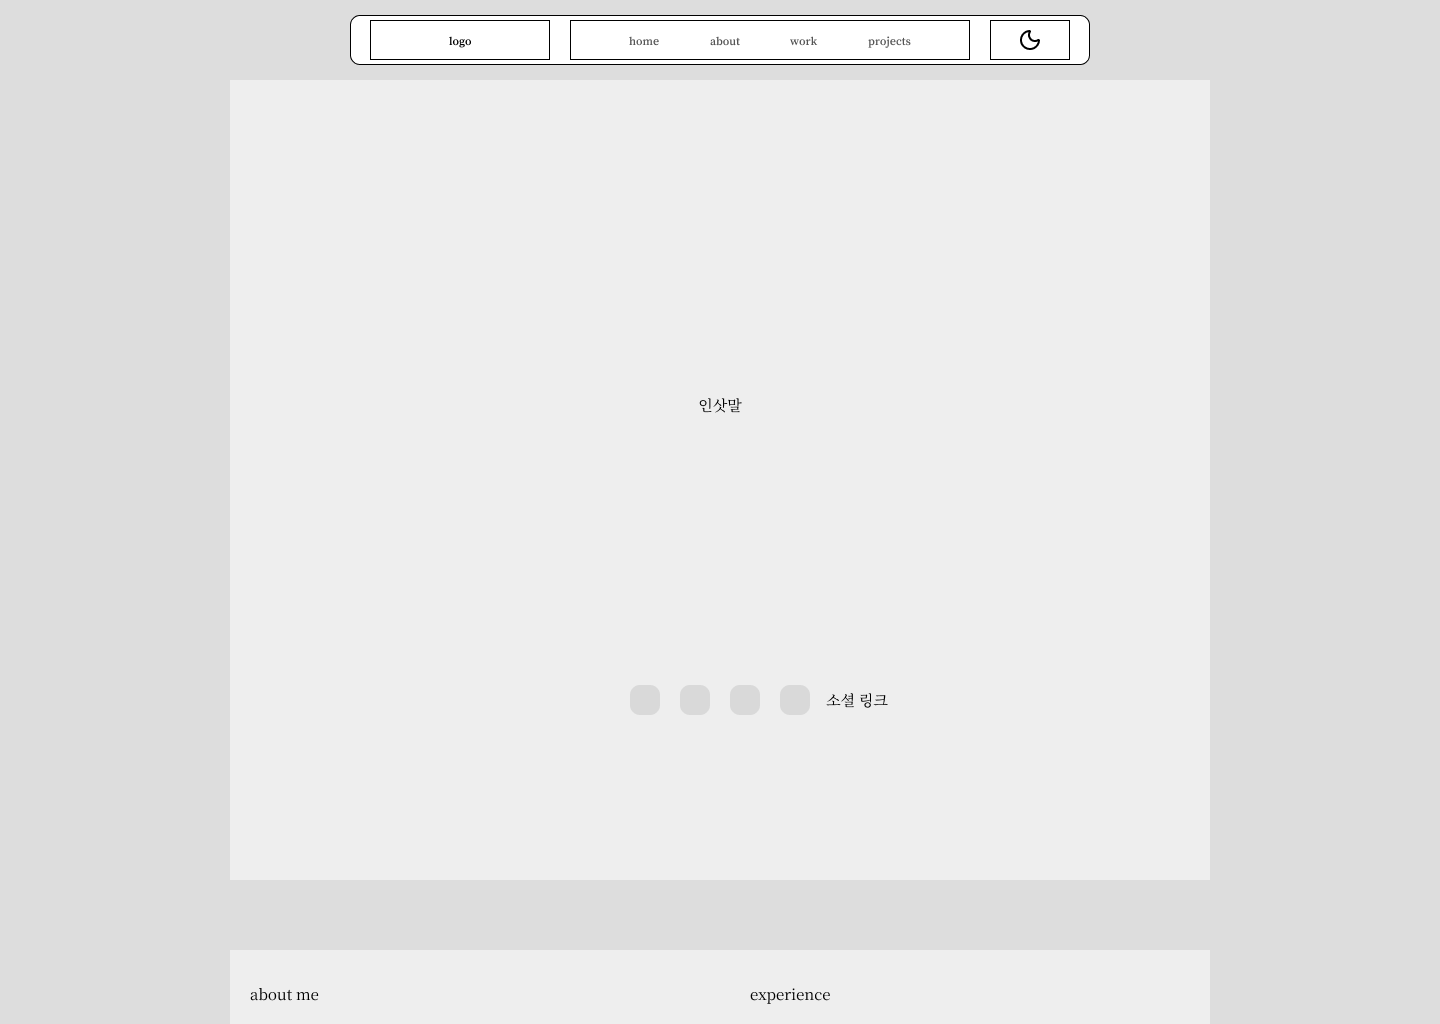 logo
home about work projects
인삿말
소셜 링크
about me
experience